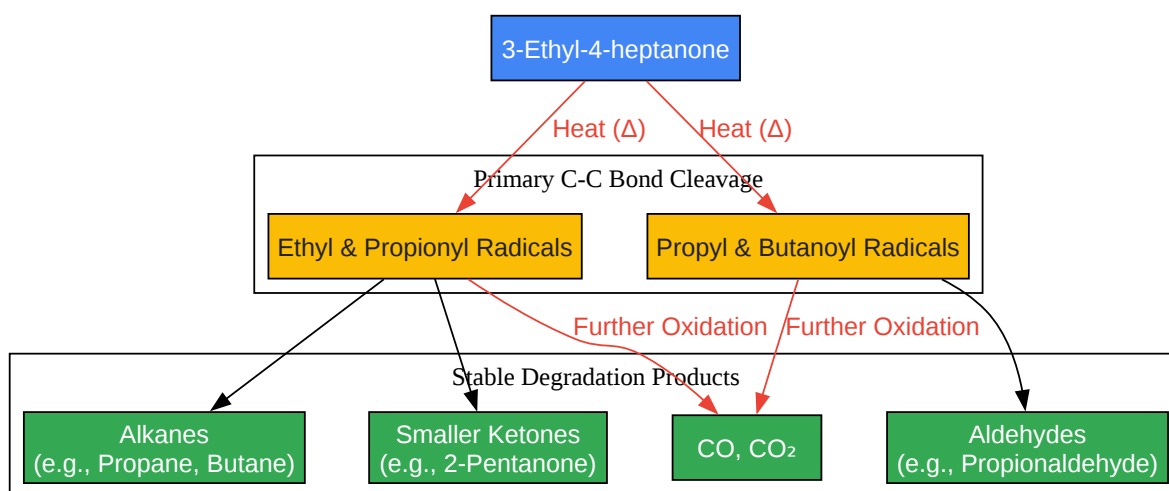 3-Ethyl-4-heptanone
Heat (Δ)
Heat (Δ)
Primary C-C Bond Cleavage
Ethyl & Propionyl Radicals
Propyl & Butanoyl Radicals
Further Oxidation
Further Oxidation
Stable Degradation Products
Alkanes
(e.g., Propane, Butane)
Smaller Ketones
(e.g., 2-Pentanone)
CO, CO₂
Aldehydes
(e.g., Propionaldehyde)